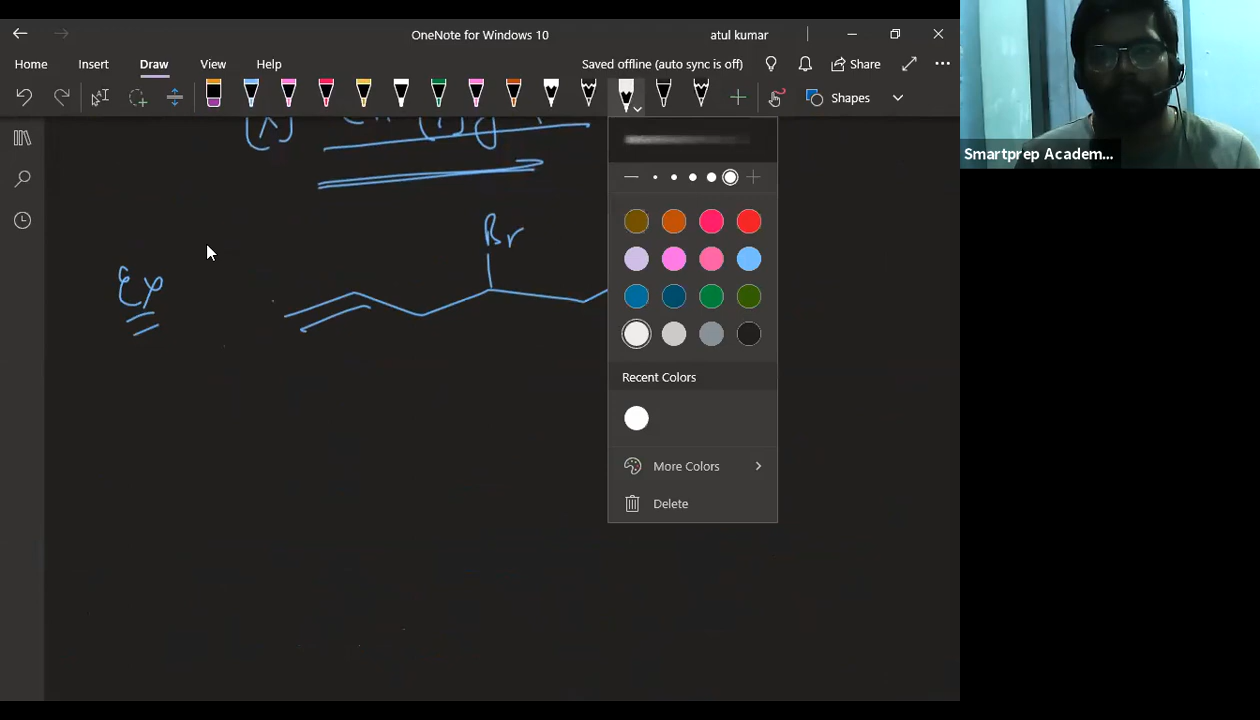 OneNote for Windows 10
atul kumar
Home Insert Draw View Help
Saved offline (auto sync is off)
Share
Shapes
Smartprep Academ...
Br
Ex
Recent Colors
More Colors
Delete